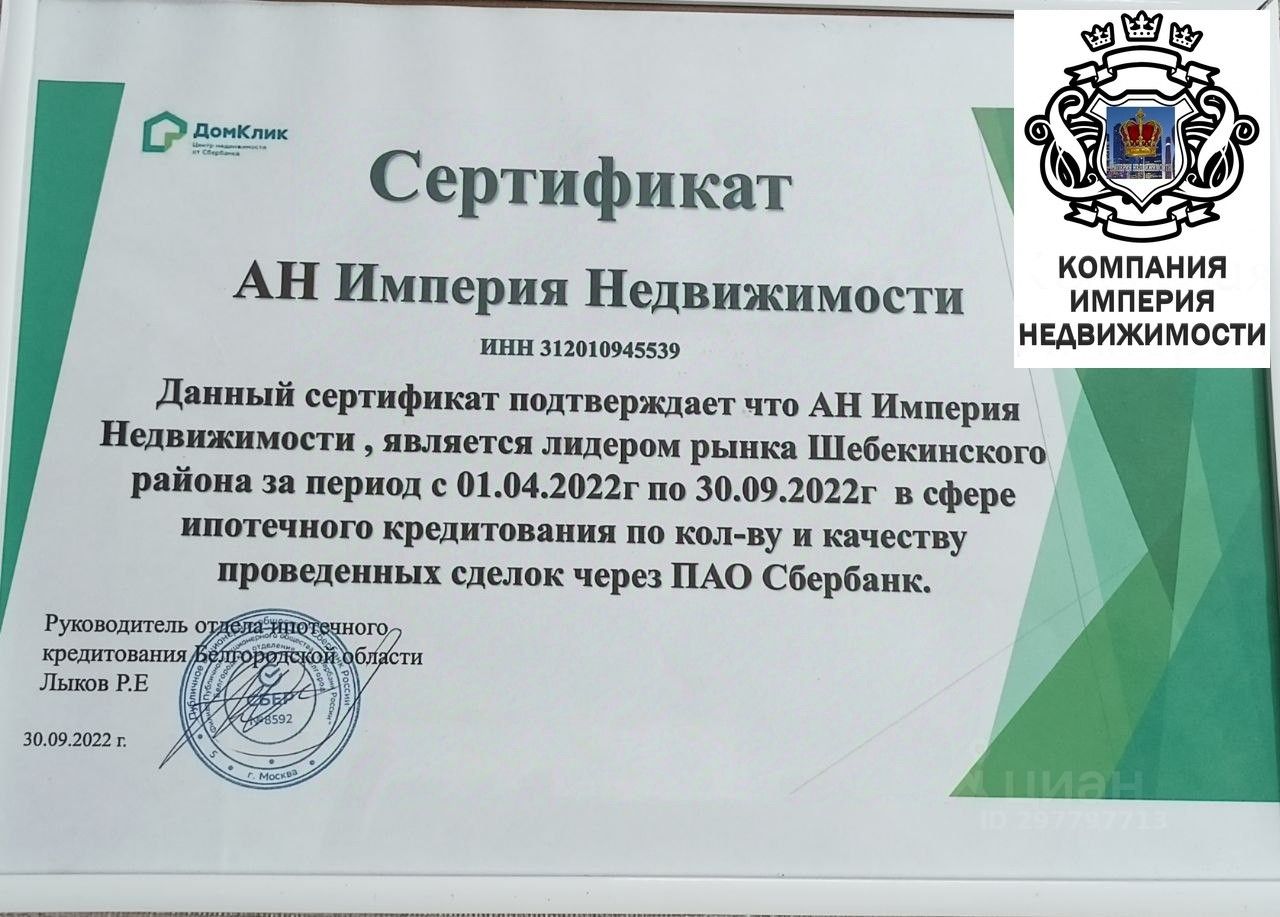 ДомКлик
Центр недвижимости
от Сбербанка
Сертификат
АН Империя Недвижимости
ИНН 312010945539
Данный сертификат подтверждает что АН Империя
Недвижимости , является лидером рынка Шебекинского
района за период с 01.04.2022г по 30.09.2022г в сфере
ипотечного кредитования по кол-ву и качеству
проведенных сделок через ПАО Сбербанк.
Руководитель отдела ипотечного
кредитования Белгородской области
Лыков Р.Е
30.09.2022 г.
СБЕР
№8592
г. Москва
КОМПАНИЯ
ИМПЕРИЯ
НЕДВИЖИМОСТИ
циан
ID 297797713